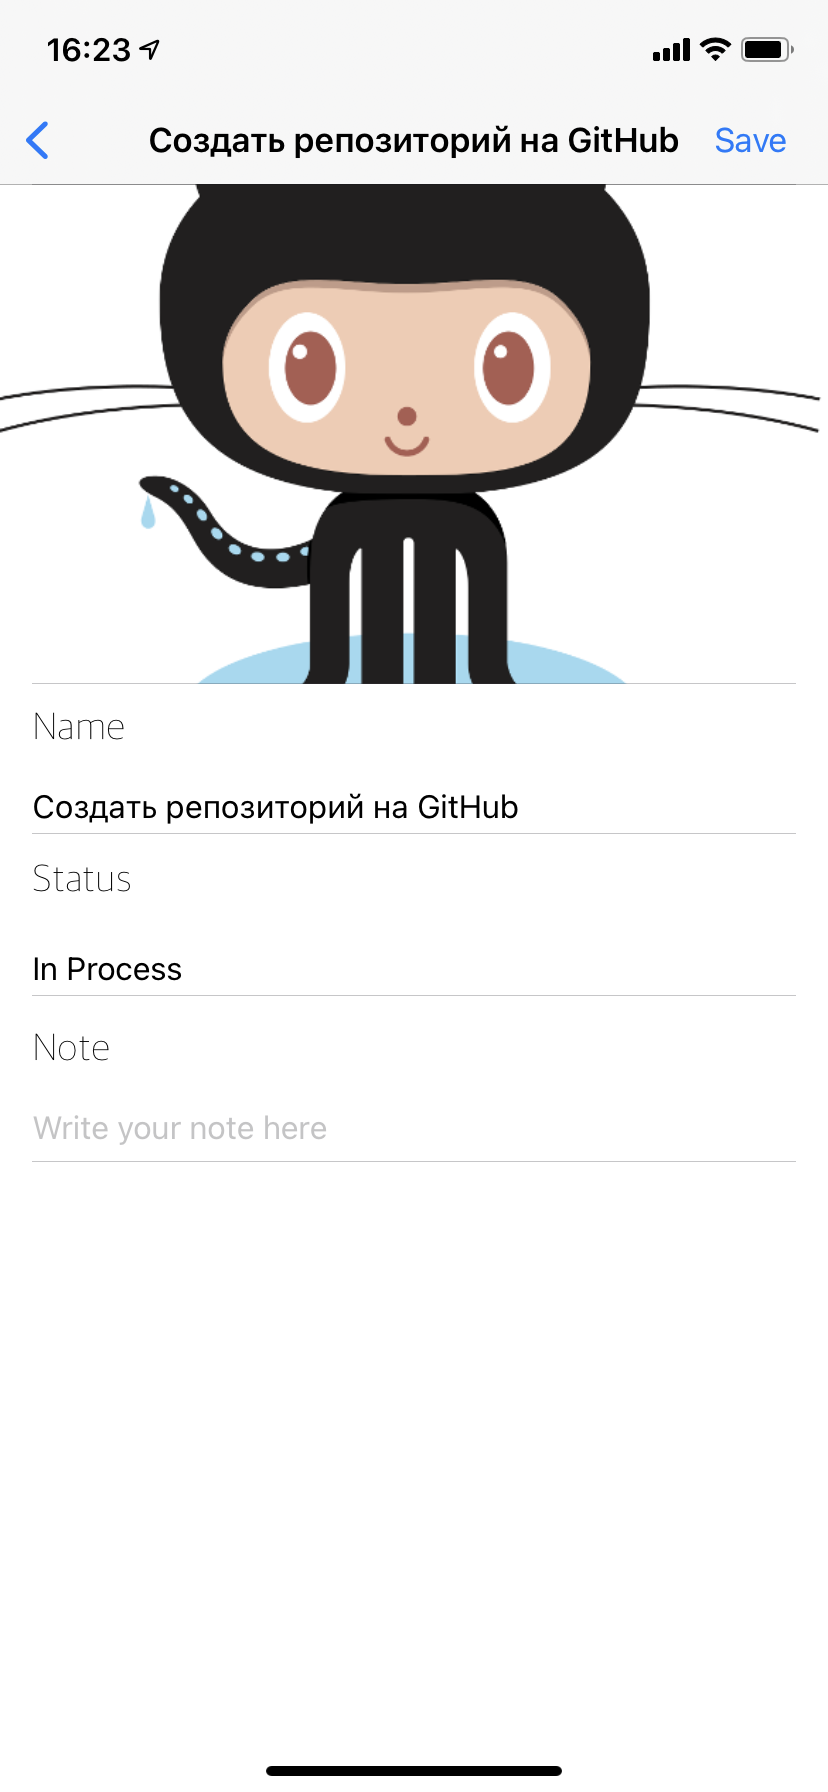 16:23
Создать репозиторий на GitHub Save
Name
Создать репозиторий на GitHub
Status
In Process
Note
Write your note here